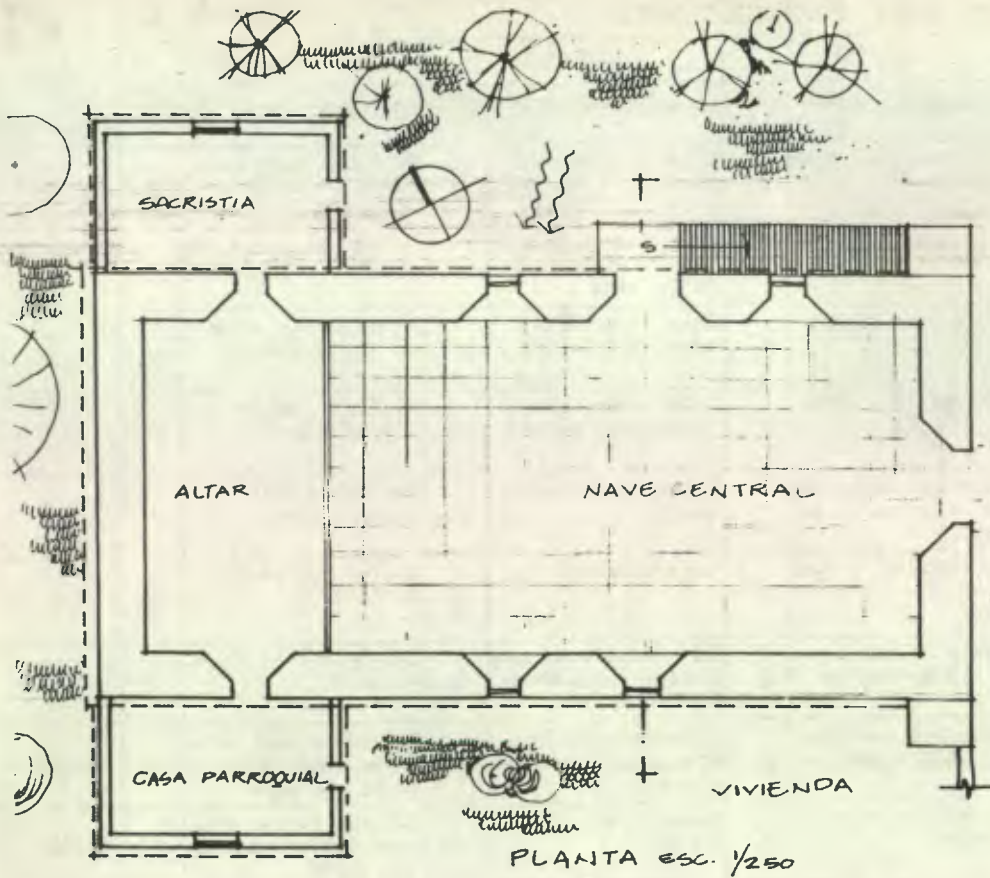 SACRISTIA
S
ALTAR
NAVE CENTRAL
CASA PARROQUIAL
VIVIENDA
PLANTA ESC. 1/250